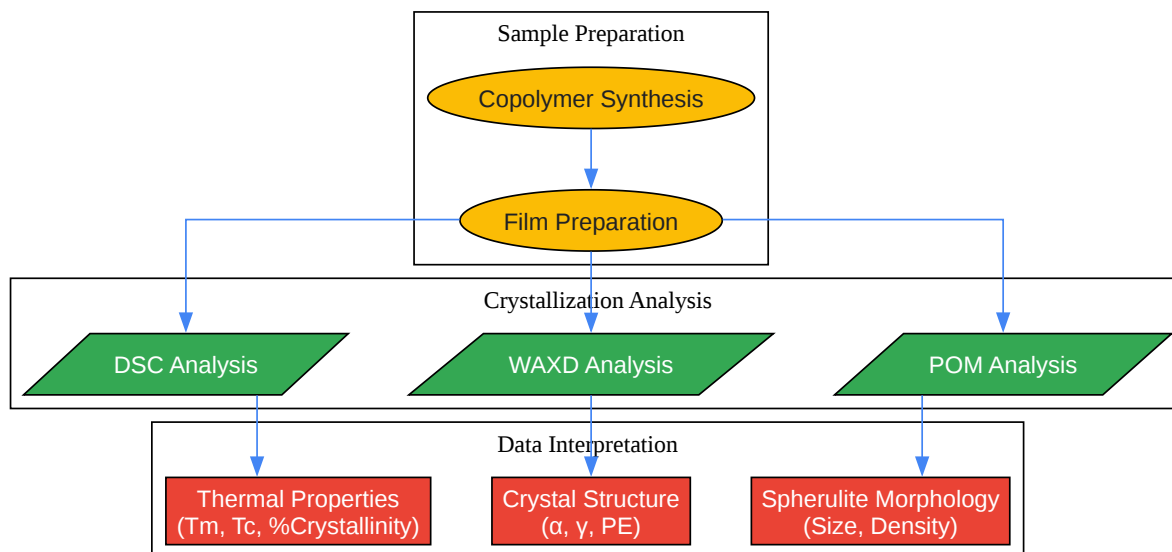 Sample Preparation
Copolymer Synthesis
Film Preparation
Crystallization Analysis
DSC Analysis
WAXD Analysis
POM Analysis
Data Interpretation
Thermal Properties
(Tm, Tc, %Crystallinity)
Crystal Structure
(α, γ, PE)
Spherulite Morphology
(Size, Density)